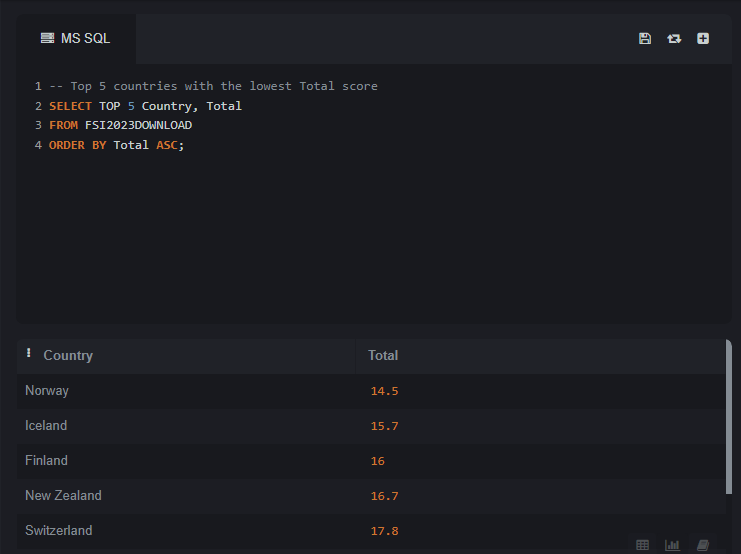 MS SQL
1 -- Top 5 countries with the lowest Total score
2 SELECT TOP 5 Country, Total
3 FROM FSI2023DOWNLOAD
4 ORDER BY Total ASC;
Country Total
Norway 14.5
Iceland 15.7
Finland 16
New Zealand 16.7
Switzerland 17.8